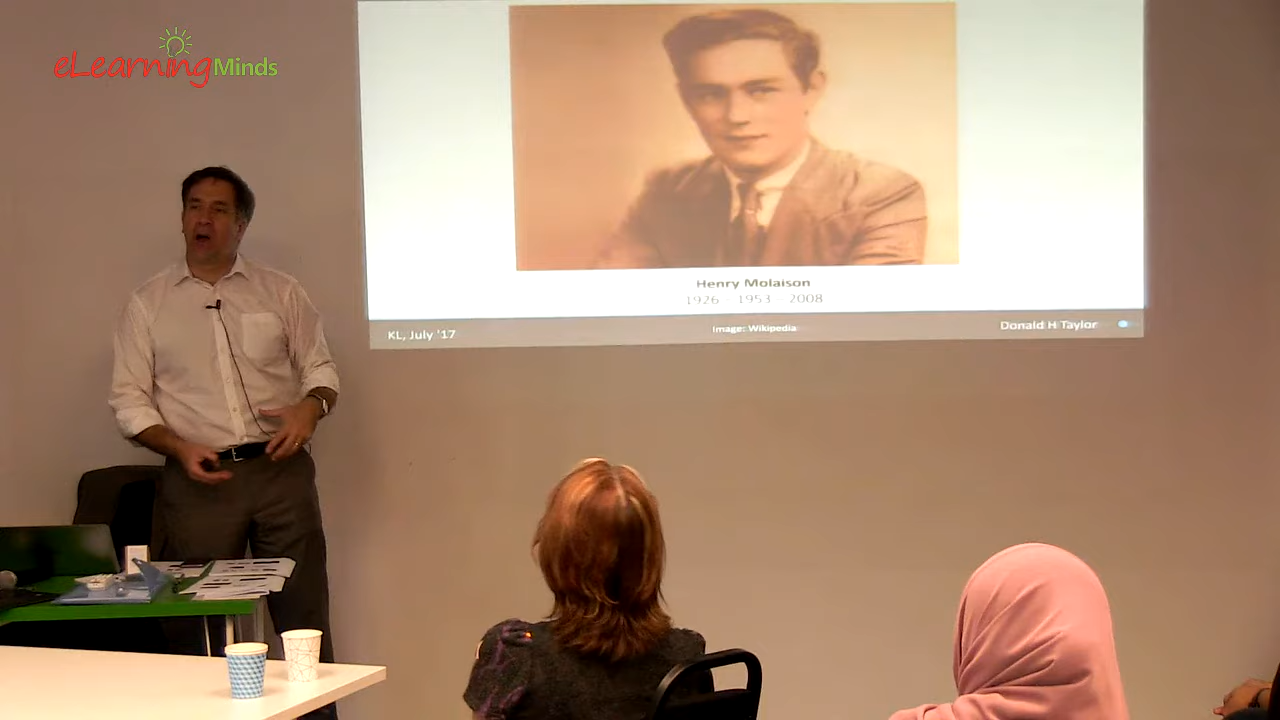 eLearningMinds
Henry Molaison
1926 - 1953 - 2008
KL, July '17
Image: Wikipedia
Donald H Taylor